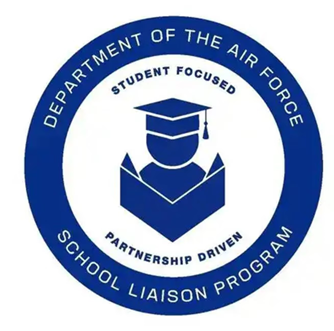 DEPARTMENT OF THE AIR FORCE
STUDENT FOCUSED
PARTNERSHIP DRIVEN
SCHOOL LIAISON PROGRAM